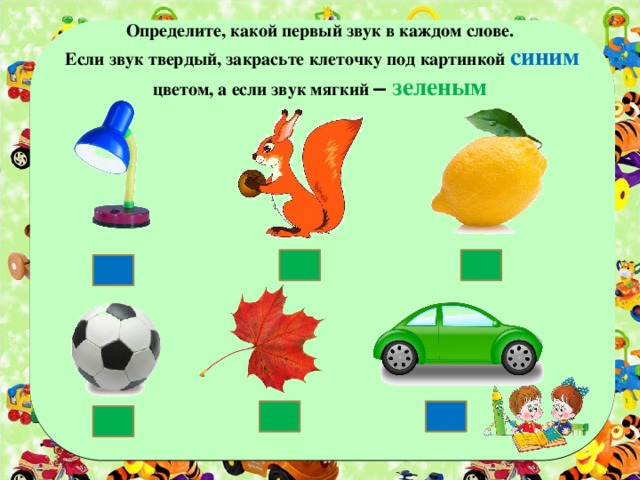 Определите, какой первый звук в каждом слове.
Если звук твердый, закрасьте клеточку под картинкой синим
цветом, а если звук мягкий – зеленым